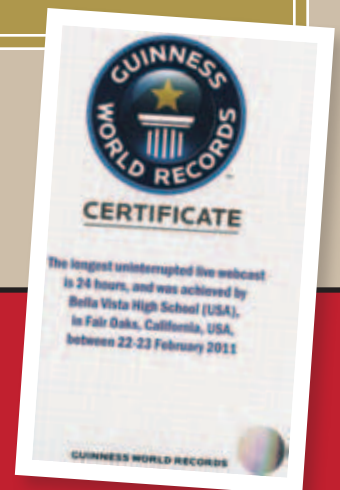 GUINNESS
WORLD RECORDS
™
CERTIFICATE
The longest uninterrupted live webcast
is 24 hours, and was achieved by
Bella Vista High School (USA),
in Fair Oaks, California, USA,
between 22-23 February 2011
GUINNESS WORLD RECORDS